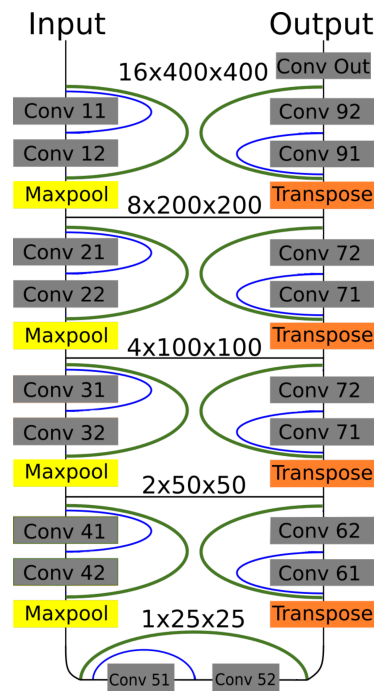 Input Output
16x400x400 Conv Out
Conv 11 Conv 92
Conv 12 Conv 91
Maxpool Transpose
8x200x200
Conv 21 Conv 72
Conv 22 Conv 71
Maxpool Transpose
4x100x100
Conv 31 Conv 72
Conv 32 Conv 71
Maxpool Transpose
2x50x50
Conv 41 Conv 62
Conv 42 Conv 61
Maxpool Transpose
1x25x25
Conv 51 Conv 52